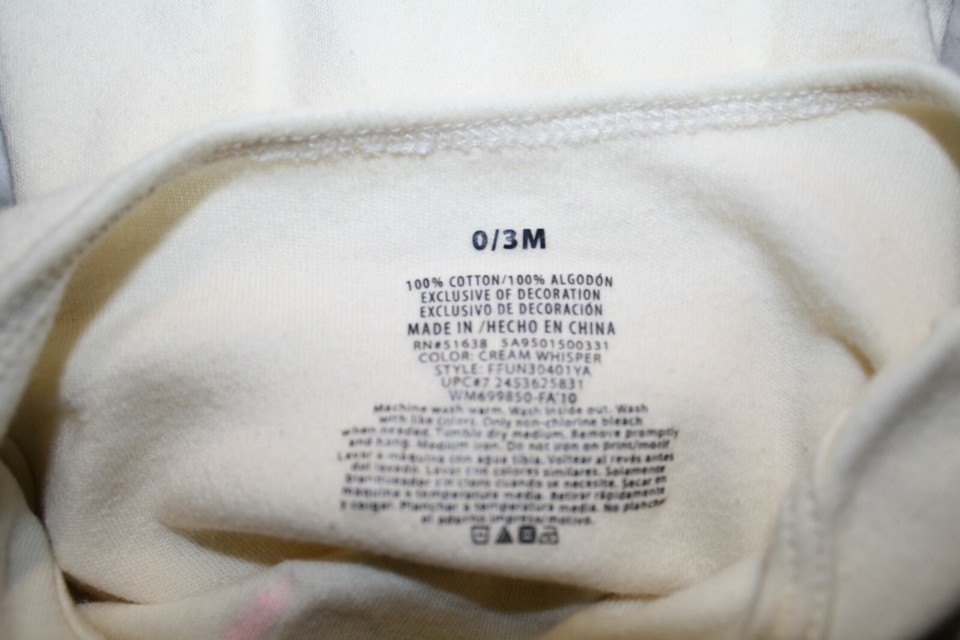 0/3M
100% COTTON/100% ALGODÓN
EXCLUSIVE OF DECORATION
EXCLUSIVO DE DECORACIÓN
MADE IN /HECHO EN CHINA
RN#51638 5A9501500331
COLOR: CREAM WHISPER
STYLE: FFUN30401YA
UPC#7 2453625831
WM699850-FA'10
Machine wash warm. Wash inside out. Wash
with like colors. Only non-chlorine bleach
when needed. Tumble dry medium. Remove promptly
and hang. Medium iron. Do not iron on print/motif
Lavar a máquina con agua tibia. Voltear al revés antes
del lavado. Lavar con colores similares. Solamente
blanqueador sin cloro cuando se necesite. Secar en
máquina a temperatura media. Retirar rápidamente
y colgar. Planchar a temperatura media. No planchar
el adorno impreso/motivo.